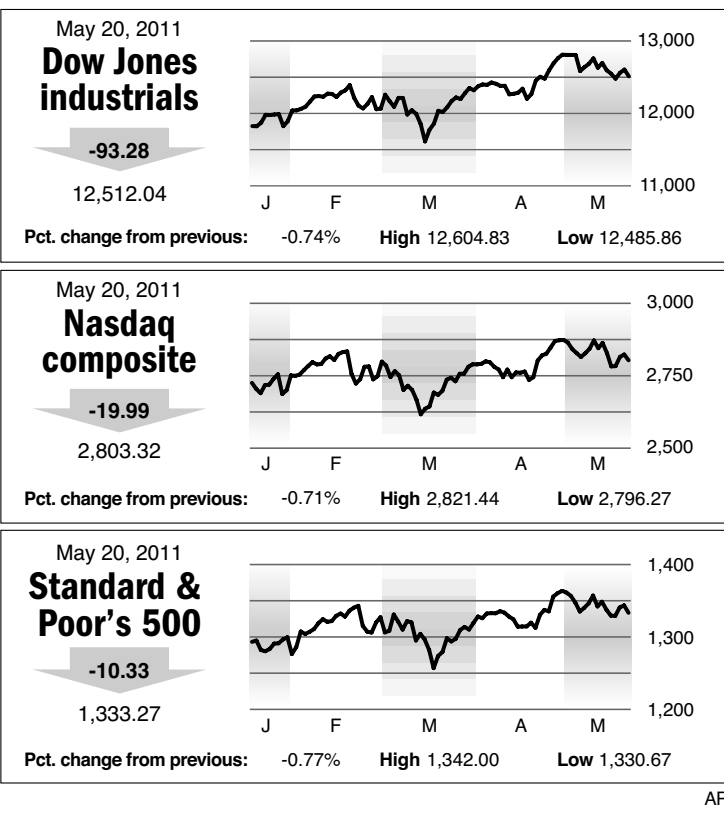 May 20, 2011
Dow Jones
industrials
-93.28
12,512.04
13,000
12,000
11,000
J F M A M
Pct. change from previous: -0.74% High 12,604.83 Low 12,485.86
May 20, 2011
Nasdaq
composite
-19.99
2,803.32
3,000
2,750
2,500
J F M A M
Pct. change from previous: -0.71% High 2,821.44 Low 2,796.27
May 20, 2011
Standard &
Poor's 500
-10.33
1,333.27
1,400
1,300
1,200
J F M A M
Pct. change from previous: -0.77% High 1,342.00 Low 1,330.67